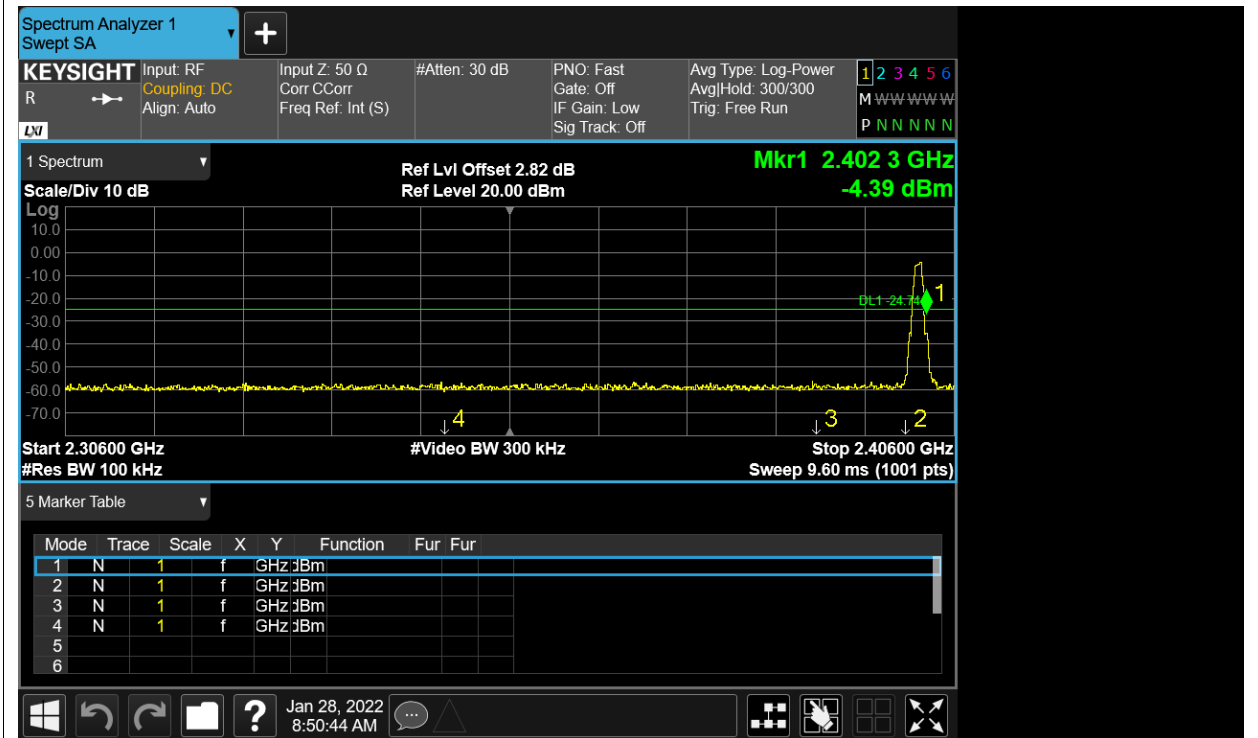 Spectrum Analyzer 1
Swept SA
+
KEYSIGHT
R
LXI
Input: RF
Coupling: DC
Align: Auto
Input Z: 50 Ω
Corr CCorr
Freq Ref: Int (S)
#Atten: 30 dB
PNO: Fast
Gate: Off
IF Gain: Low
Sig Track: Off
Avg Type: Log-Power
Avg|Hold: 300/300
Trig: Free Run
1 2 3 4 5 6
M W W W W W
P N N N N N
1 Spectrum
Scale/Div 10 dB
Ref Lvl Offset 2.82 dB
Ref Level 20.00 dBm
Mkr1 2.402 3 GHz
-4.39 dBm
Log
10.0
0.00
-10.0
-20.0
-30.0
-40.0
-50.0
-60.0
-70.0
DL1 -24.74
1
4
3
2
Start 2.30600 GHz
#Video BW 300 kHz
Stop 2.40600 GHz
#Res BW 100 kHz
Sweep 9.60 ms (1001 pts)
5 Marker Table
Mode Trace Scale X Y Function Fur Fur
1 N 1 f GHz dBm
2 N 1 f GHz dBm
3 N 1 f GHz dBm
4 N 1 f GHz dBm
5
6
?
Jan 28, 2022
8:50:44 AM